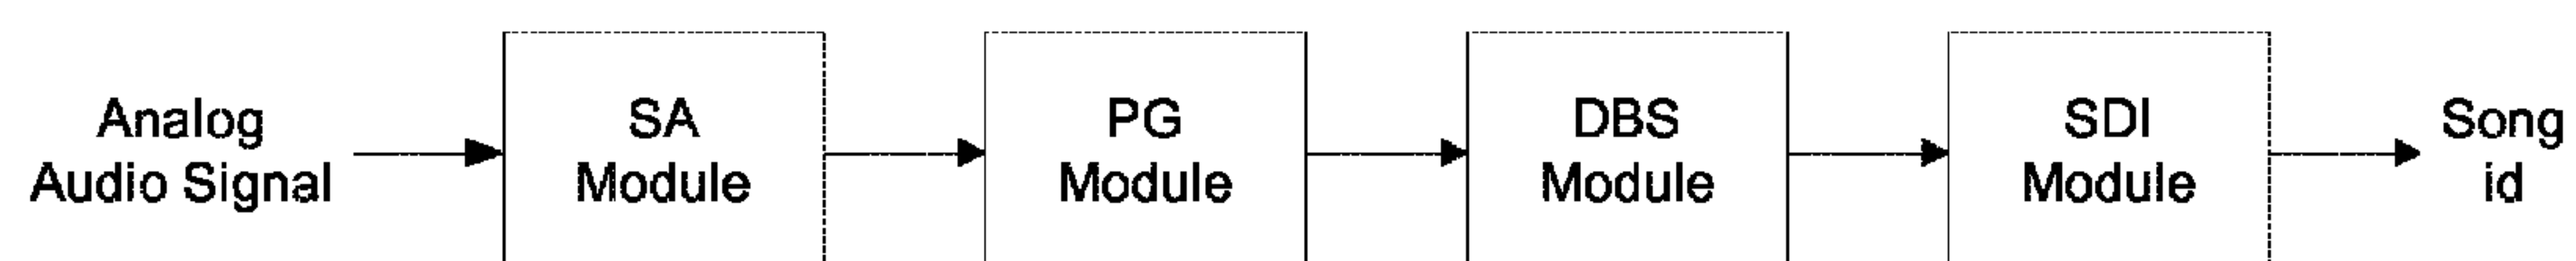 Analog
Audio Signal
SA
Module
PG
Module
DBS
Module
SDI
Module
Song
id